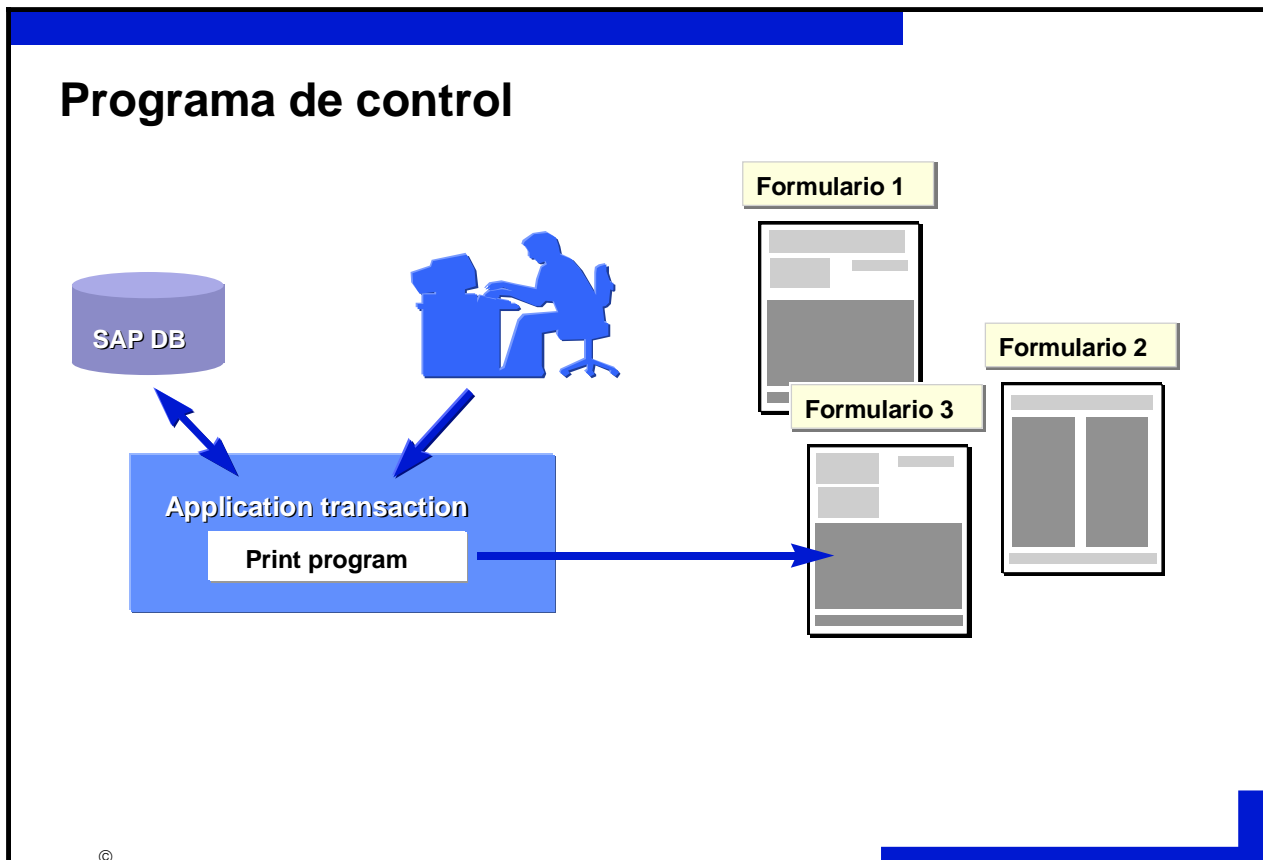 Programa de control
Formulario 1
SAP DB
Formulario 2
Formulario 3
Application transaction
Print program
©